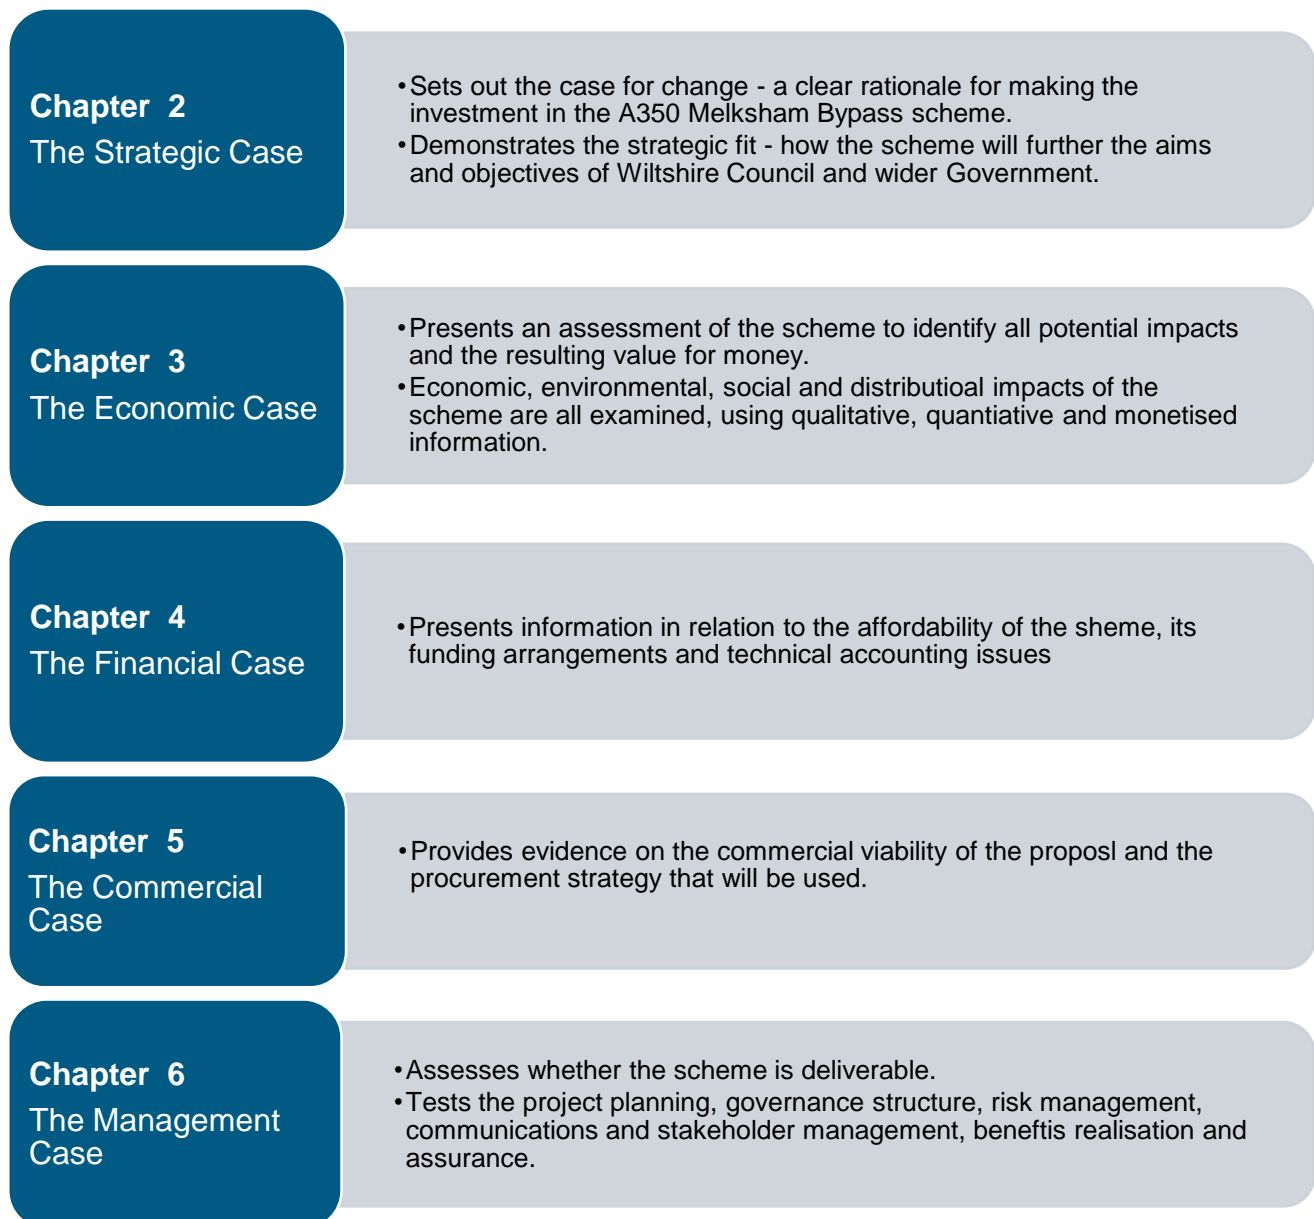 Chapter 2
The Strategic Case
•Sets out the case for change - a clear rationale for making the
investment in the A350 Melksham Bypass scheme.
•Demonstrates the strategic fit - how the scheme will further the aims
and objectives of Wiltshire Council and wider Government.
Chapter 3
The Economic Case
•Presents an assessment of the scheme to identify all potential impacts
and the resulting value for money.
•Economic, environmental, social and distributioal impacts of the
scheme are all examined, using qualitative, quantiative and monetised
information.
Chapter 4
The Financial Case
•Presents information in relation to the affordability of the sheme, its
funding arrangements and technical accounting issues
Chapter 5
The Commercial
Case
•Provides evidence on the commercial viability of the proposl and the
procurement strategy that will be used.
Chapter 6
The Management
Case
•Assesses whether the scheme is deliverable.
•Tests the project planning, governance structure, risk management,
communications and stakeholder management, beneftis realisation and
assurance.